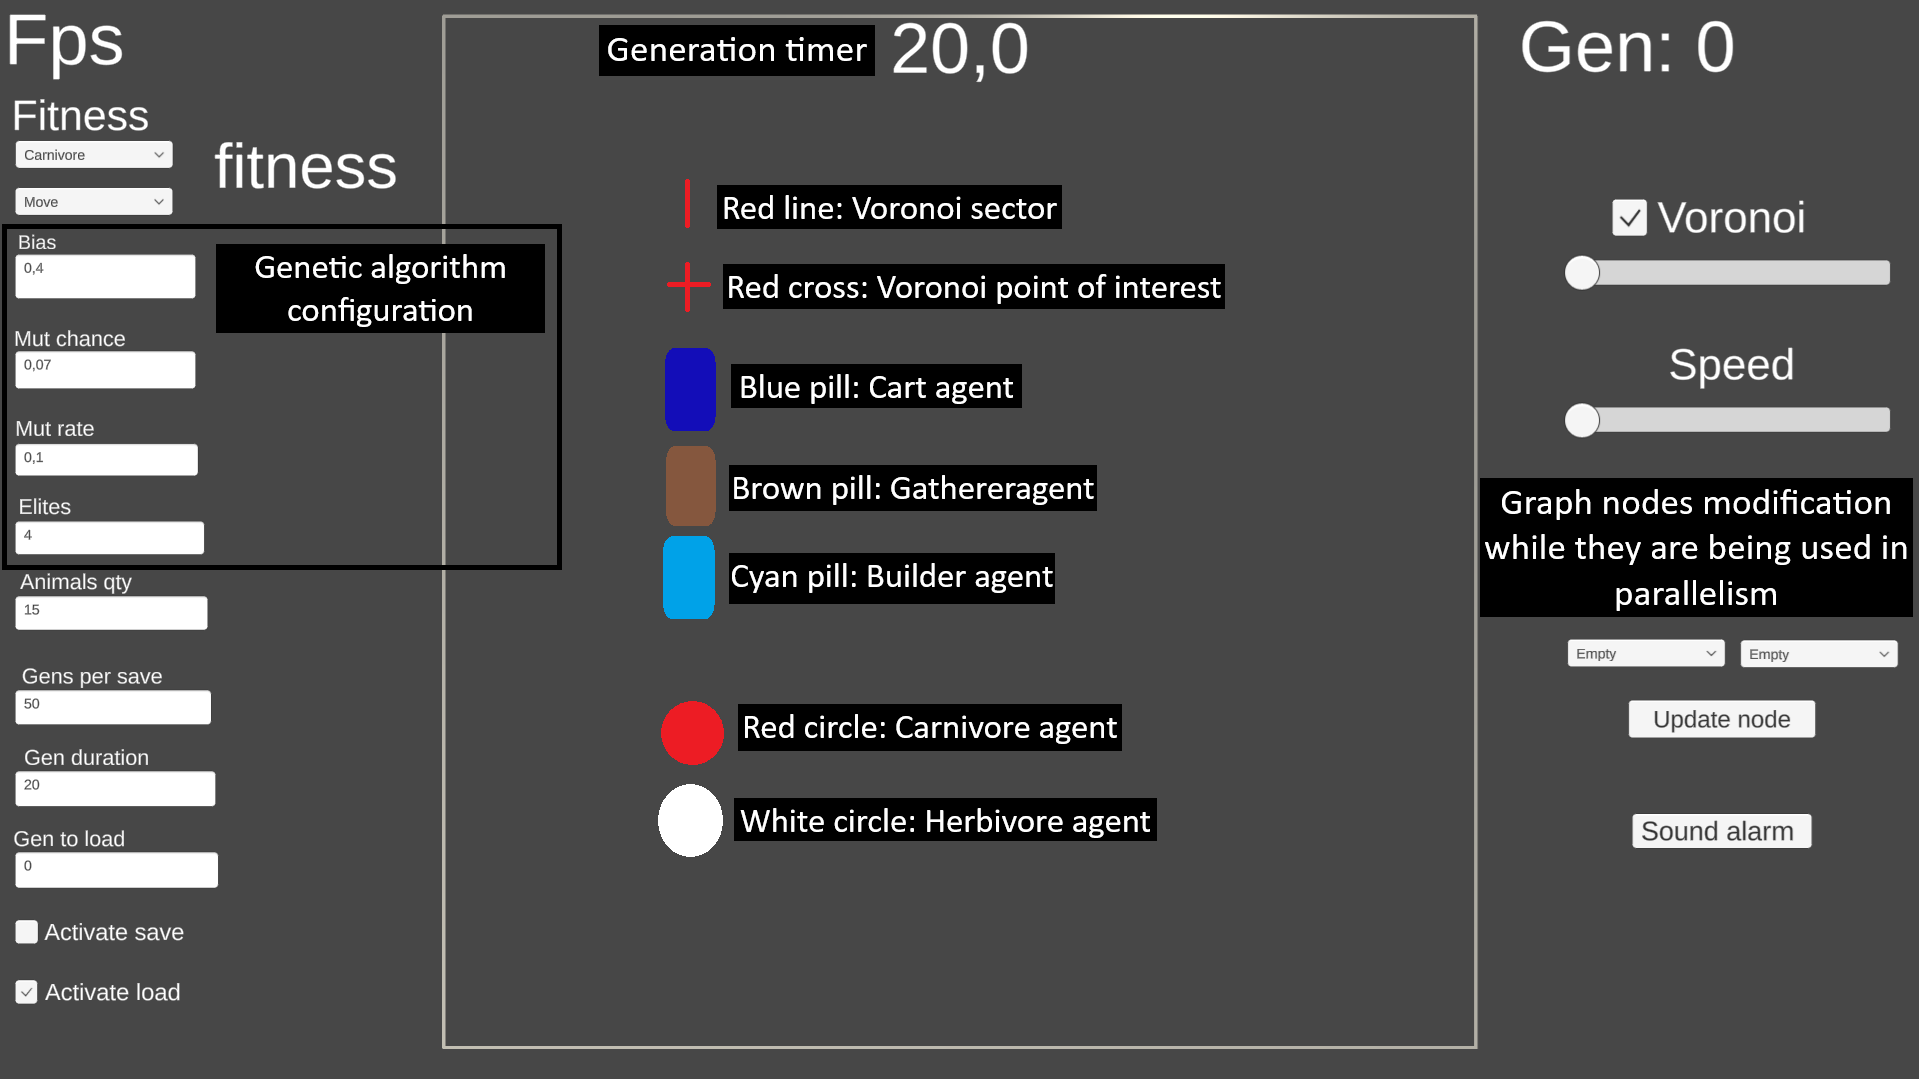 Fps
Fitness
Carnivore
fitness
Move
Bias
0,4
Genetic algorithm
configuration
Mut chance
0,07
Mut rate
0,1
Elites
4
Animals qty
15
Gens per save
50
Gen duration
20
Gen to load
0
Activate save
Activate load
Generation timer 20,0
Red line: Voronoi sector
Red cross: Voronoi point of interest
Blue pill: Cart agent
Brown pill: Gathereragent
Cyan pill: Builder agent
Red circle: Carnivore agent
White circle: Herbivore agent
Gen: 0
Voronoi
Speed
Graph nodes modification
while they are being used in
parallelism
Empty Empty
Update node
Sound alarm